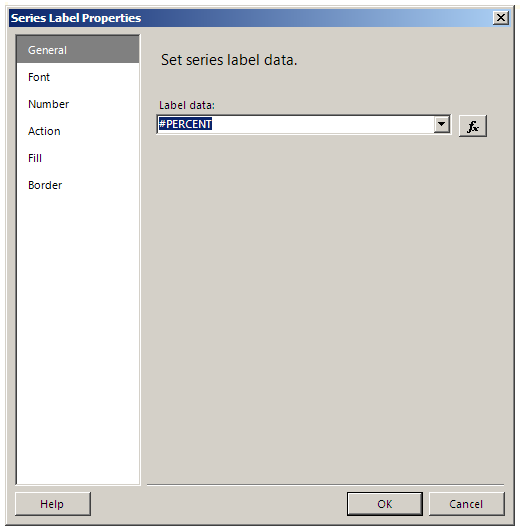 Series Label Properties
General
Font
Number
Action
Fill
Border
Set series label data.
Label data:
#PERCENT
fx
Help
OK
Cancel